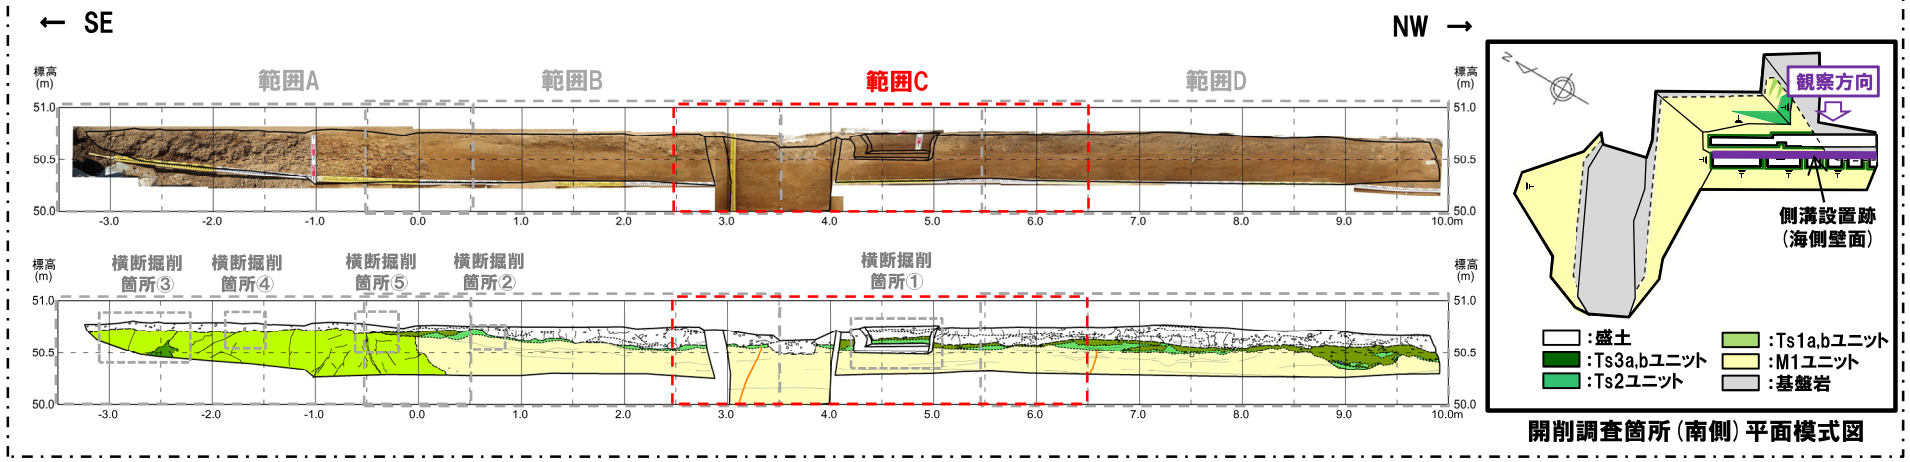 ← SE
NW →
標高
(m)
範囲A
範囲B
範囲C
範囲D
標高
(m)
51.0
50.5
50.0
51.0
50.5
50.0
-3.0 -2.0 -1.0 0.0 1.0 2.0 3.0 4.0 5.0 6.0 7.0 8.0 9.0 10.0m
標高
(m)
横断掘削
箇所③
横断掘削
箇所④
横断掘削
箇所⑤
横断掘削
箇所②
横断掘削
箇所①
標高
(m)
51.0
50.5
50.0
51.0
50.5
50.0
-3.0 -2.0 -1.0 0.0 1.0 2.0 3.0 4.0 5.0 6.0 7.0 8.0 9.0 10.0m
N
観察方向
側溝設置跡
(海側壁面)
:盛土
:Ts3a,bユニット
:Ts2ユニット
:Ts1a,bユニット
:M1ユニット
:基盤岩
開削調査箇所(南側)平面模式図